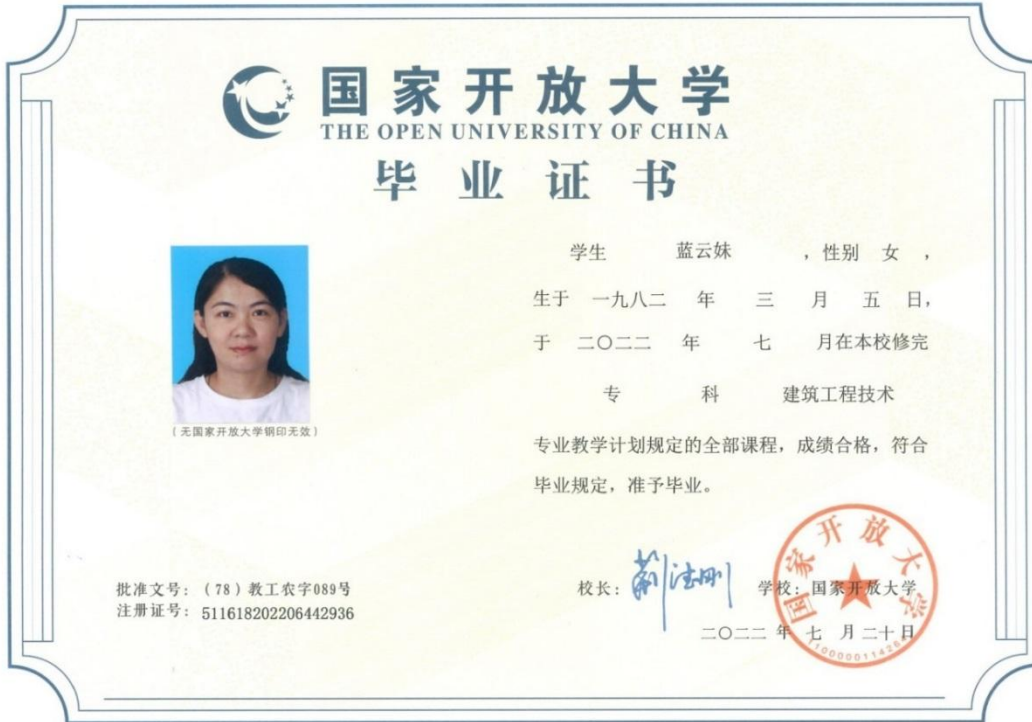 国家开放大学
THE OPEN UNIVERSITY OF CHINA
毕业证书
学生 蓝云妹 ，性别 女 ，
生于 一九八二 年 三 月 五 日，
于 二〇二二 年 七 月在本校修完
专 科 建筑工程技术
专业教学计划规定的全部课程，成绩合格，符合
毕业规定，准予毕业。
（无国家开放大学钢印无效）
批准文号：（78）教工农字089号
注册证号：511618202206442936
校长：荆德刚 学校：国家开放大学
二〇二二 年 七 月 二十日
国家开放大学